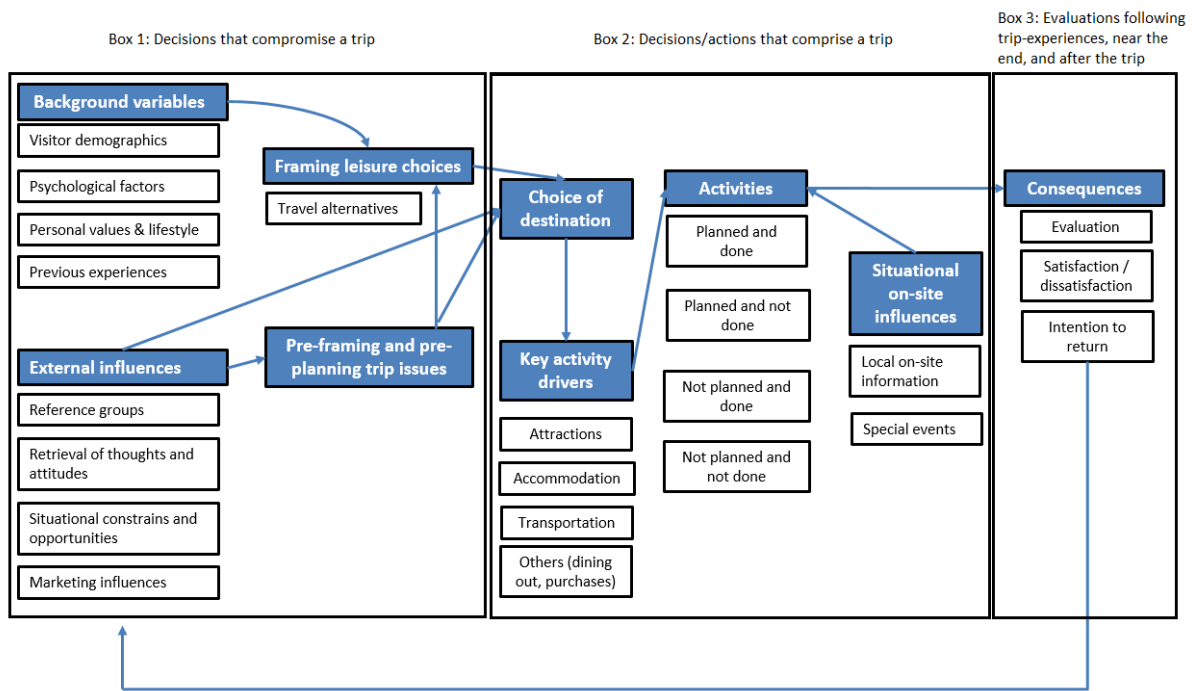 Box 1: Decisions that compromise a trip
Background variables
Visitor demographics
Psychological factors
Personal values & lifestyle
Previous experiences
External influences
Reference groups
Retrieval of thoughts and
attitudes
Situational constrains and
opportunities
Marketing influences
Framing leisure choices
Travel alternatives
Pre-framing and pre-
planning trip issues
Box 2: Decisions/actions that comprise a trip
Choice of
destination
Key activity
drivers
Attractions
Accommodation
Transportation
Others (dining
out, purchases)
Activities
Planned and
done
Planned and not
done
Not planned and
done
Not planned and
not done
Situational
on-site
influences
Local on-site
information
Special events
Box 3: Evaluations following
trip-experiences, near the
end, and after the trip
Consequences
Evaluation
Satisfaction /
dissatisfaction
Intention to
return